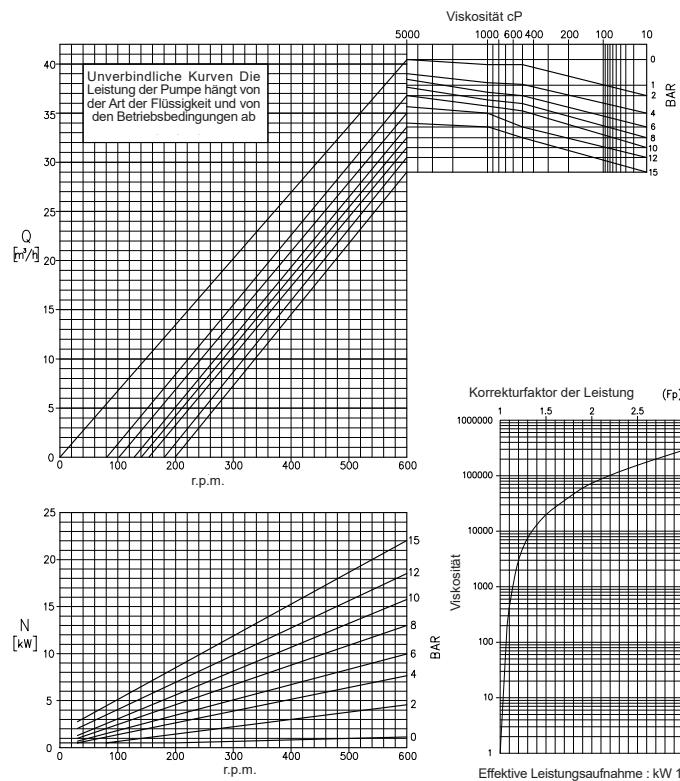 Viskosität cP
5000 1000 600 400 200 100 10
40
35
30
25
20
15
10
5
0
Q
[m³/h]
Unverbindliche Kurven Die
Leistung der Pumpe hängt von
der Art der Flüssigkeit und von
den Betriebsbedingungen ab
0
1
2
4
6
8
10
12
15
BAR
0 100 200 300 400 500 600
r.p.m.
25
20
15
10
5
0
N
[kW]
15
12
10
8
6
4
2
0
BAR
0 100 200 300 400 500 600
r.p.m.
Korrekturfaktor der Leistung (Fp)
1 1.5 2 2.5
1000000
100000
10000
1000
100
10
1
Viskosität
Effektive Leistungsaufnahme : kW 1